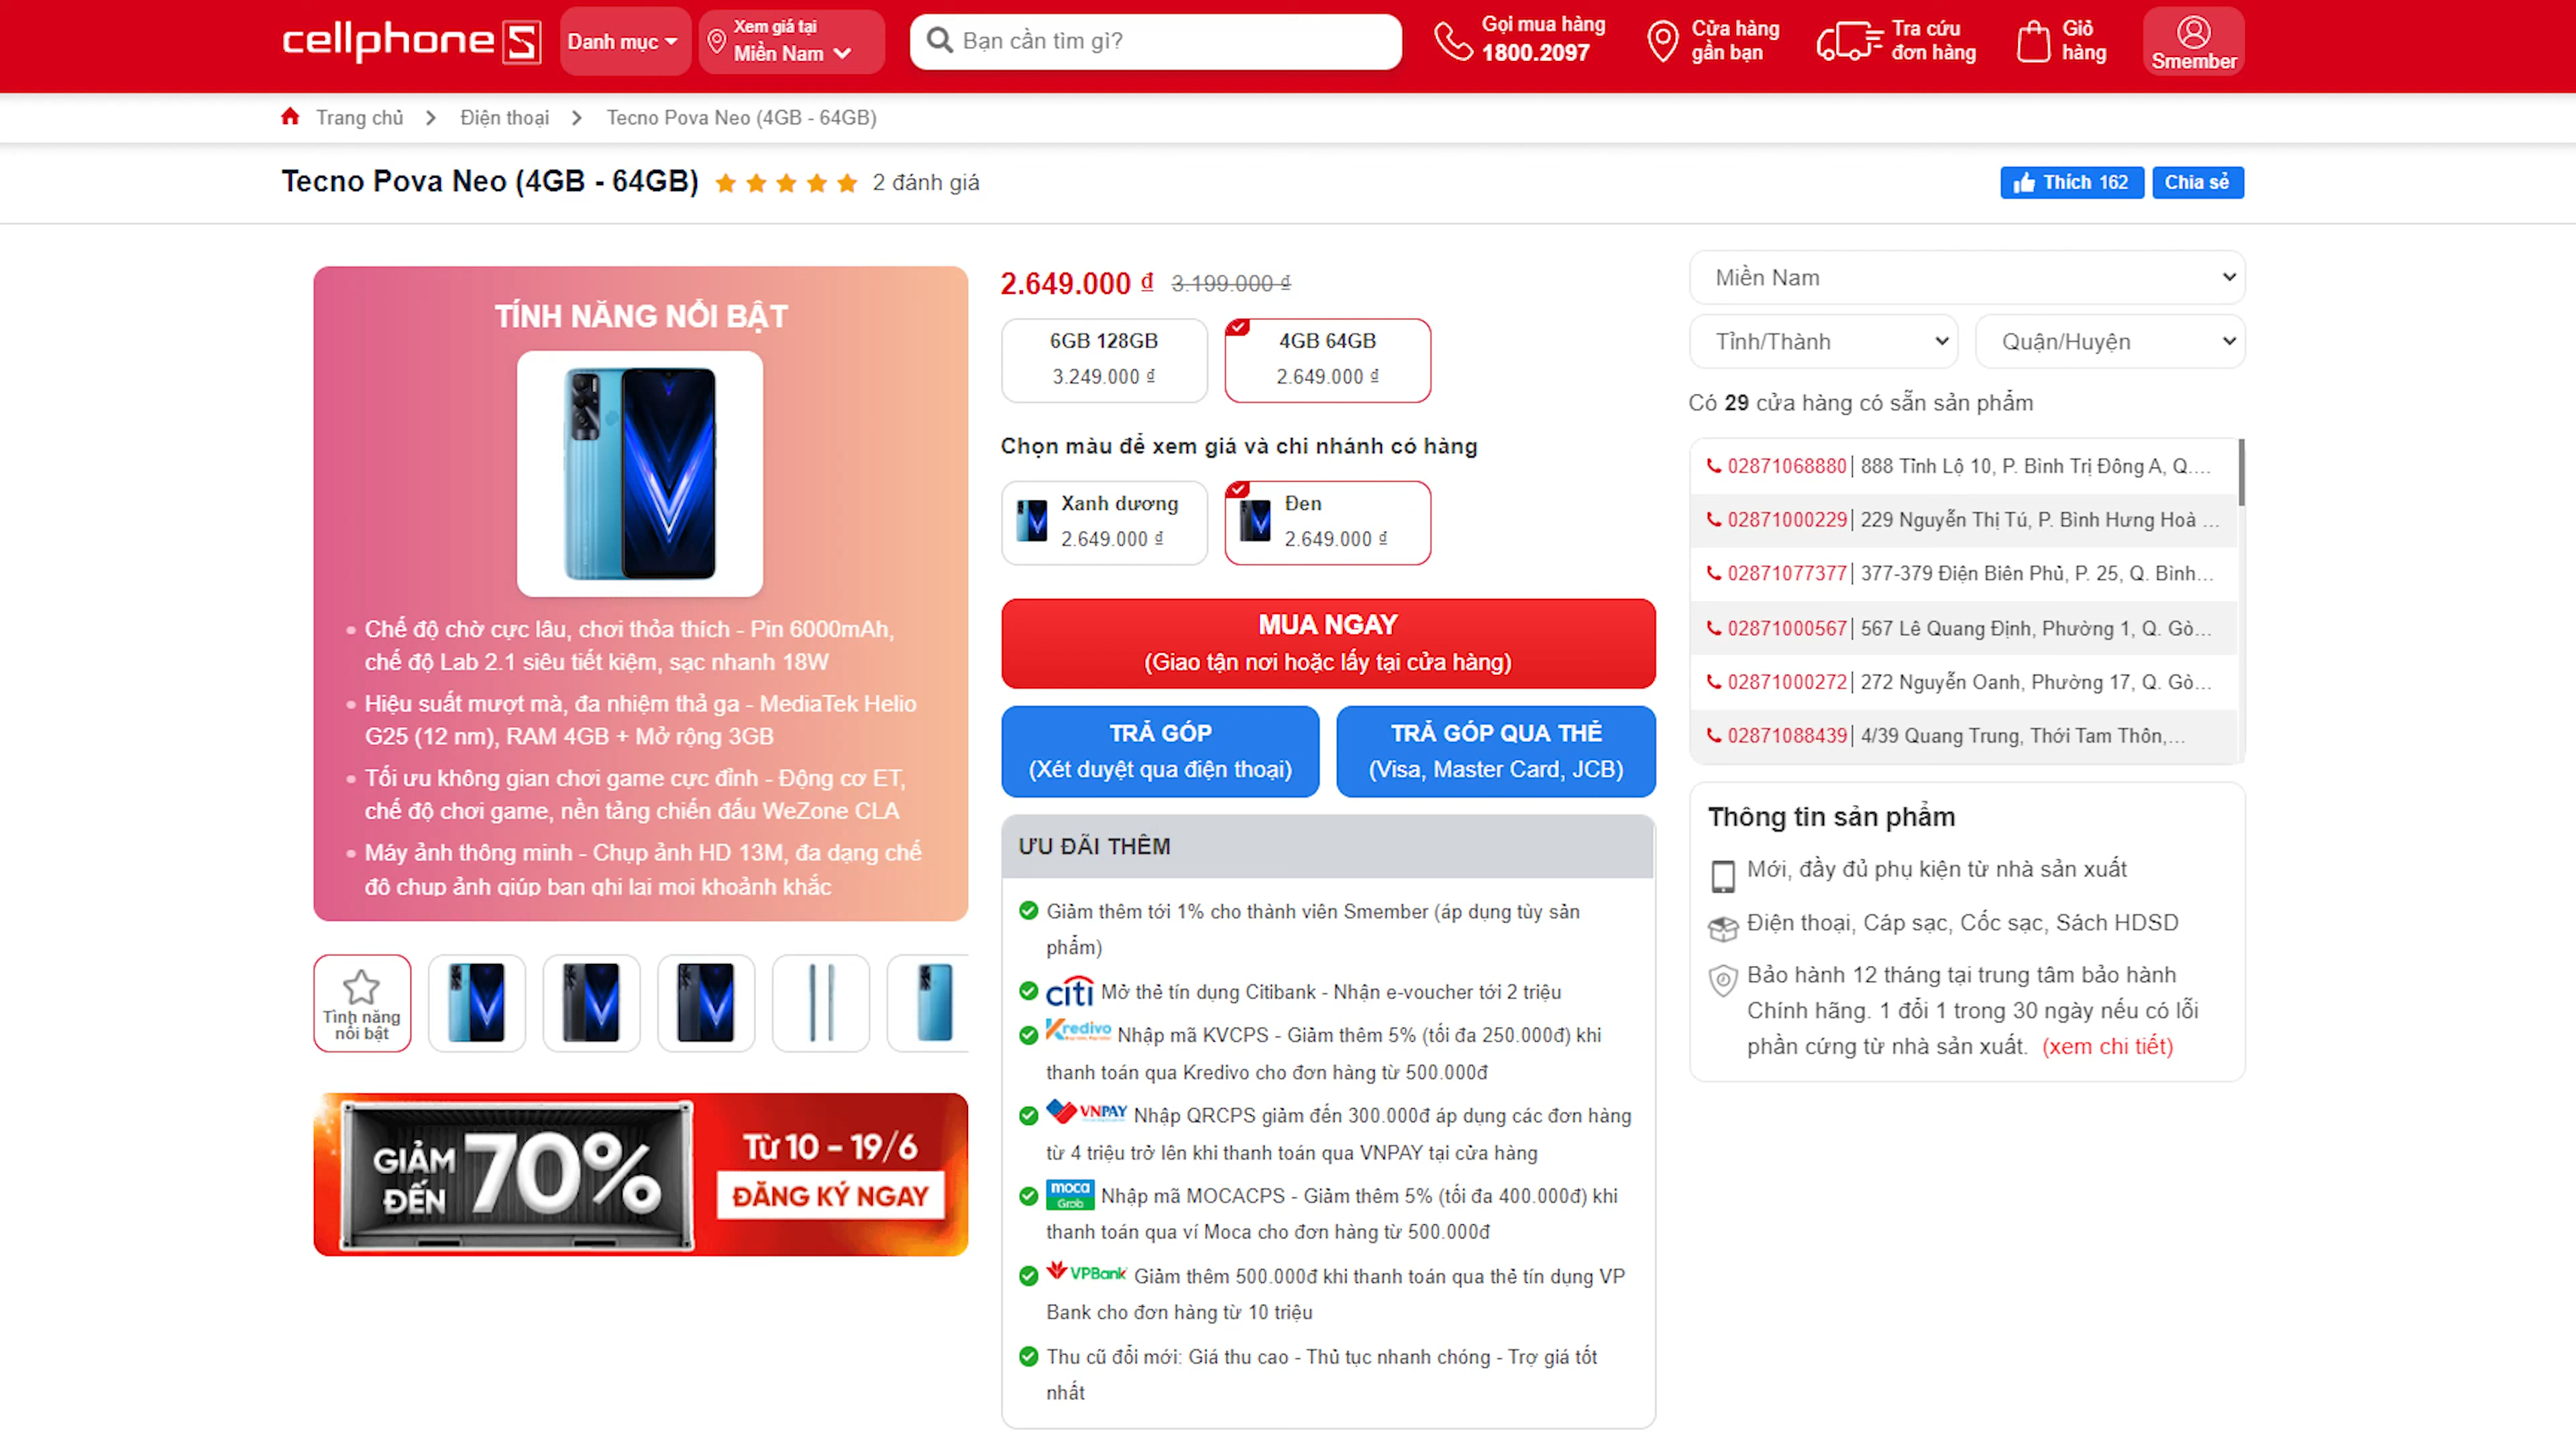 cellphone S
Danh mục
Xem giá tại
Miền Nam
Bạn cần tìm gì?
Gọi mua hàng
1800.2097
Cửa hàng
gần bạn
Tra cứu
đơn hàng
Giỏ
hàng
Smember
Trang chủ
Điện thoại
Tecno Pova Neo (4GB - 64GB)
Tecno Pova Neo (4GB - 64GB)
2 đánh giá
Thích 162
Chia sẻ
TÍNH NĂNG NỔI BẬT
Chế độ chờ cực lâu, chơi thỏa thích - Pin 6000mAh,
chế độ Lab 2.1 siêu tiết kiệm, sạc nhanh 18W
Hiệu suất mượt mà, đa nhiệm thả ga - MediaTek Helio
G25 (12 nm), RAM 4GB + Mở rộng 3GB
Tối ưu không gian chơi game cực đỉnh - Động cơ ET,
chế độ chơi game, nền tảng chiến đấu WeZone CLA
Máy ảnh thông minh - Chụp ảnh HD 13M, đa dạng chế
độ chụp ảnh giúp bạn ghi lại mọi khoảnh khắc
Tính năng
nổi bật
GIẢM
ĐẾN
70%
Từ 10 - 19/6
ĐĂNG KÝ NGAY
2.649.000 ₫
3.199.000 ₫
6GB 128GB
3.249.000 ₫
4GB 64GB
2.649.000 ₫
Chọn màu để xem giá và chi nhánh có hàng
Xanh dương
2.649.000 ₫
Đen
2.649.000 ₫
MUA NGAY
(Giao tận nơi hoặc lấy tại cửa hàng)
TRẢ GÓP
(Xét duyệt qua điện thoại)
TRẢ GÓP QUA THẺ
(Visa, Master Card, JCB)
ƯU ĐÃI THÊM
Giảm thêm tới 1% cho thành viên Smember (áp dụng tùy sản
phẩm)
citi Mở thẻ tín dụng Citibank - Nhận e-voucher tới 2 triệu
Kredivo Nhập mã KVCPS - Giảm thêm 5% (tối đa 250.000đ) khi
thanh toán qua Kredivo cho đơn hàng từ 500.000đ
VNPAY Nhập QRCPS giảm đến 300.000đ áp dụng các đơn hàng
từ 4 triệu trở lên khi thanh toán qua VNPAY tại cửa hàng
moca Grab Nhập mã MOCACPS - Giảm thêm 5% (tối đa 400.000đ) khi
thanh toán qua ví Moca cho đơn hàng từ 500.000đ
VPBank Giảm thêm 500.000đ khi thanh toán qua thẻ tín dụng VP
Bank cho đơn hàng từ 10 triệu
Thu cũ đổi mới: Giá thu cao - Thủ tục nhanh chóng - Trợ giá tốt
nhất
Miền Nam
Tỉnh/Thành
Quận/Huyện
Có 29 cửa hàng có sẵn sản phẩm
02871068880| 888 Tỉnh Lộ 10, P. Bình Trị Đông A, Q....
02871000229| 229 Nguyễn Thị Tú, P. Bình Hưng Hoà ...
02871077377| 377-379 Điện Biên Phủ, P. 25, Q. Bình...
02871000567| 567 Lê Quang Định, Phường 1, Q. Gò...
02871000272| 272 Nguyễn Oanh, Phường 17, Q. Gò...
02871088439| 4/39 Quang Trung, Thới Tam Thôn,...
Thông tin sản phẩm
Mới, đầy đủ phụ kiện từ nhà sản xuất
Điện thoại, Cáp sạc, Cốc sạc, Sách HDSD
Bảo hành 12 tháng tại trung tâm bảo hành
Chính hãng. 1 đổi 1 trong 30 ngày nếu có lỗi
phần cứng từ nhà sản xuất. (xem chi tiết)